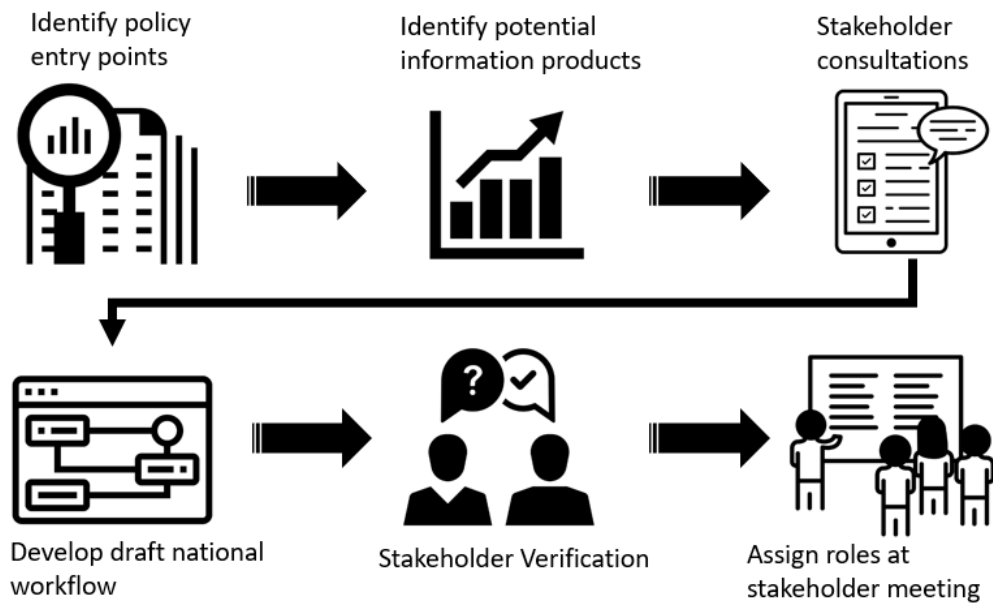 Identify policy
entry points
Identify potential
information products
Stakeholder
consultations
?
Develop draft national
workflow
Stakeholder Verification
Assign roles at
stakeholder meeting